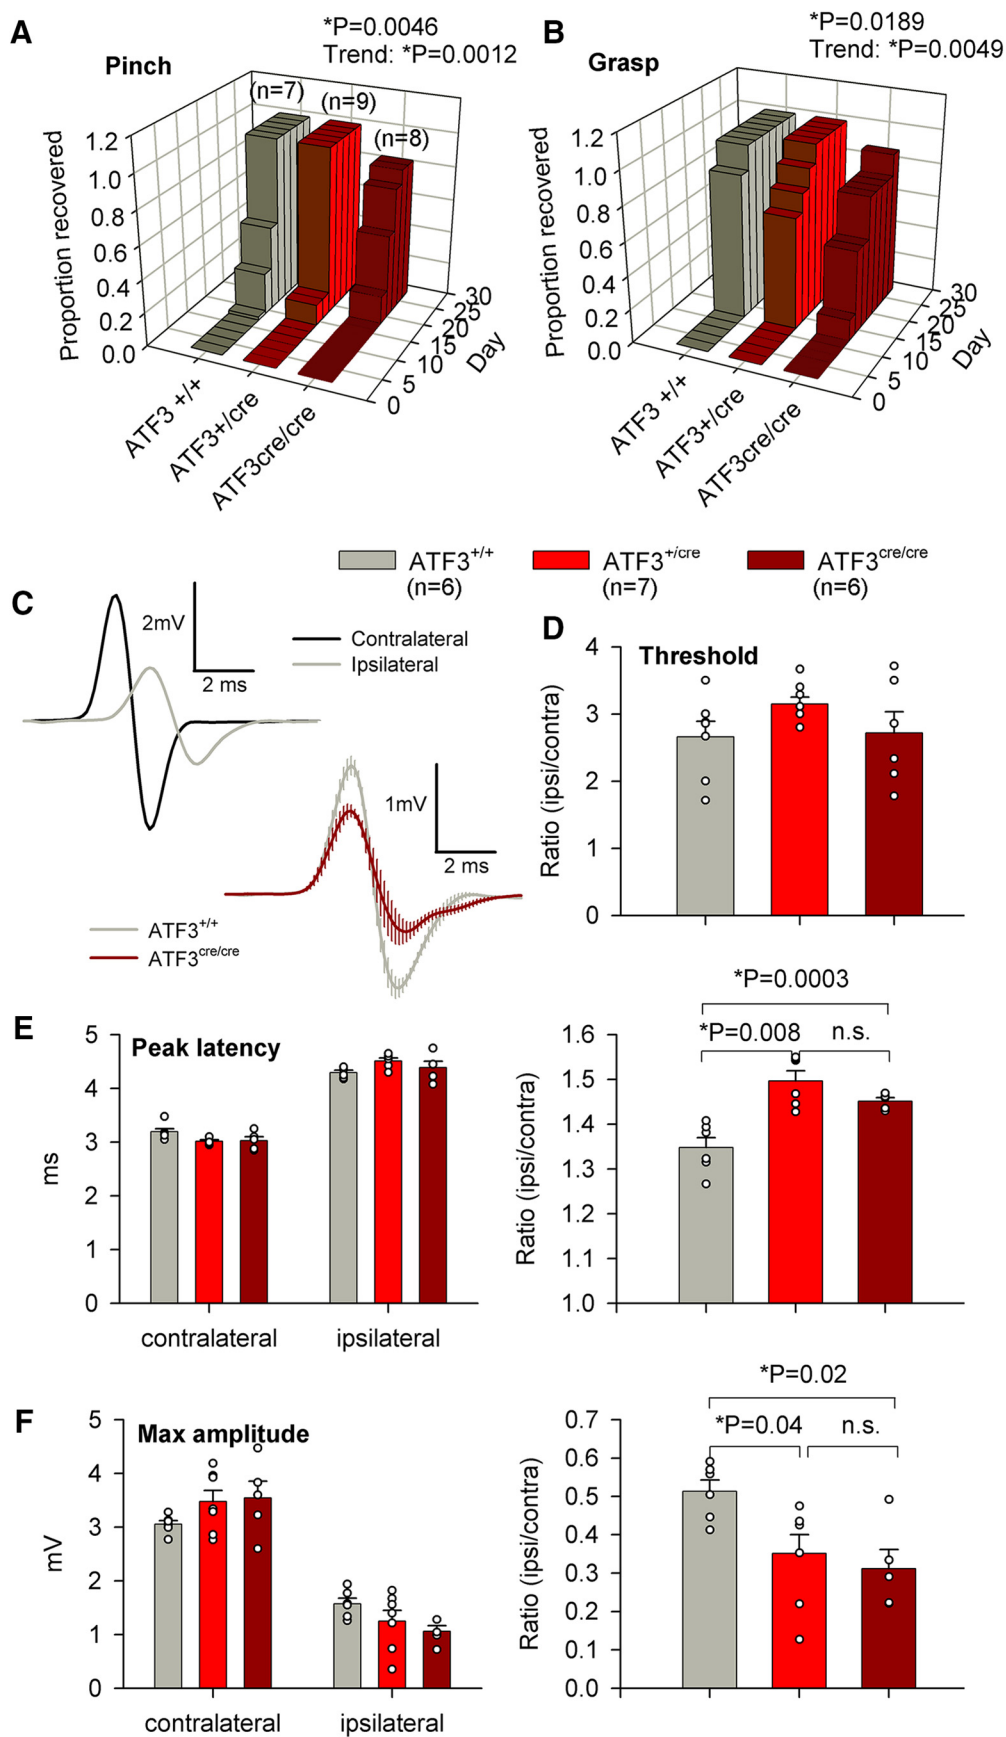 A
Pinch
*P=0.0046
Trend: *P=0.0012
(n=7)
(n=9)
(n=8)
Proportion recovered
1.2
1.0
0.8
0.6
0.4
0.2
0.0
ATF3 +/+
ATF3+/cre
ATF3cre/cre
0
5
10
15
20
25
30
Day
B
Grasp
*P=0.0189
Trend: *P=0.0049
Proportion recovered
1.2
1.0
0.8
0.6
0.4
0.2
0.0
ATF3 +/+
ATF3+/cre
ATF3cre/cre
0
5
10
15
20
25
30
Day
ATF3+/+
(n=6)
ATF3+/cre
(n=7)
ATF3cre/cre
(n=6)
C
2mV
2 ms
Contralateral
Ipsilateral
1mV
2 ms
ATF3+/+
ATF3cre/cre
D
Threshold
Ratio (ipsi/contra)
4
3
2
1
0
E
Peak latency
ms
5
4
3
2
1
0
contralateral
ipsilateral
*P=0.0003
*P=0.008
n.s.
Ratio (ipsi/contra)
1.6
1.5
1.4
1.3
1.2
1.1
1.0
F
Max amplitude
mV
5
4
3
2
1
0
contralateral
ipsilateral
*P=0.02
*P=0.04
n.s.
Ratio (ipsi/contra)
0.7
0.6
0.5
0.4
0.3
0.2
0.1
0.0